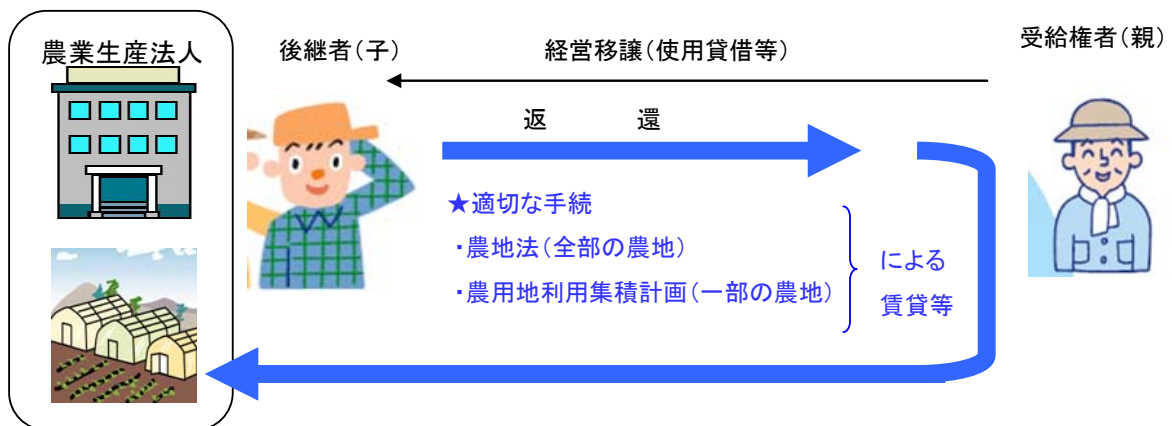 農業生産法人
後継者(子)
経営移譲(使用貸借等)
受給権者(親)
返 還
★適切な手続
・農地法(全部の農地)
・農用地利用集積計画(一部の農地)
による
賃貸等